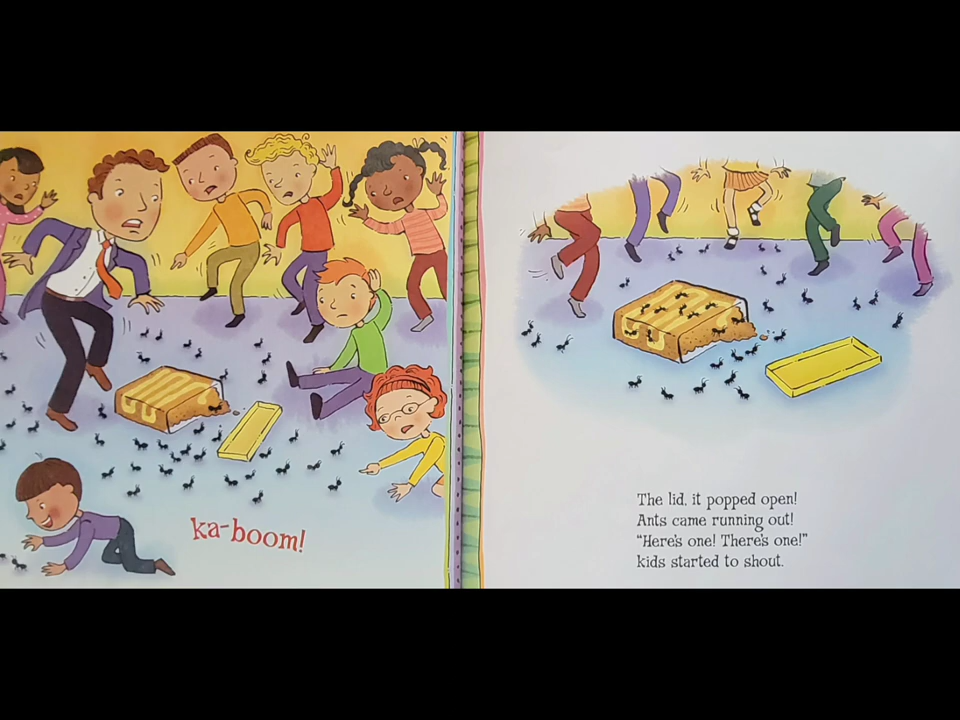 ka-boom!
The lid, it popped open!
Ants came running out!
“Here's one! There's one!”
kids started to shout.